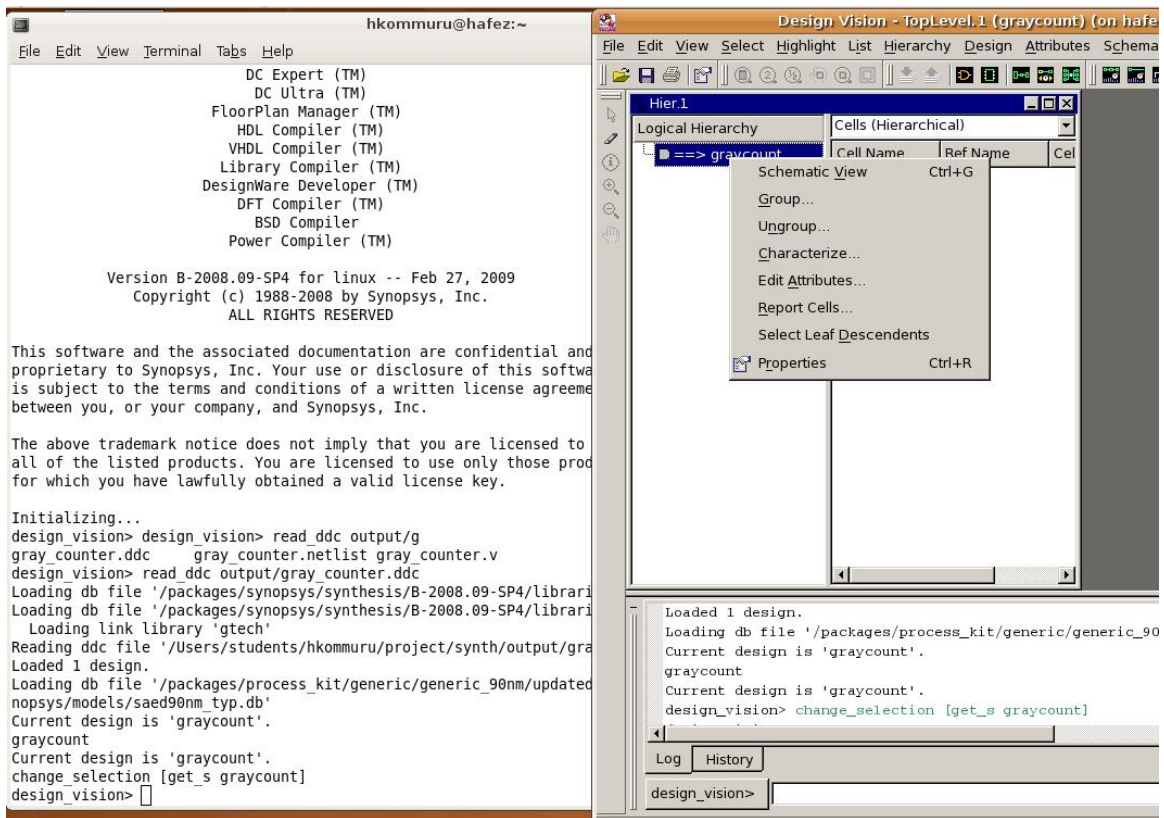 hkommuru@hafez:~
File Edit View Terminal Tabs Help
DC Expert (TM)
DC Ultra (TM)
FloorPlan Manager (TM)
HDL Compiler (TM)
VHDL Compiler (TM)
Library Compiler (TM)
DesignWare Developer (TM)
DFT Compiler (TM)
BSD Compiler
Power Compiler (TM)
Version B-2008.09-SP4 for linux -- Feb 27, 2009
Copyright (c) 1988-2008 by Synopsys, Inc.
ALL RIGHTS RESERVED
This software and the associated documentation are confidential and
proprietary to Synopsys, Inc. Your use or disclosure of this softwa
is subject to the terms and conditions of a written license agreeme
between you, or your company, and Synopsys, Inc.
The above trademark notice does not imply that you are licensed to
all of the listed products. You are licensed to use only those prod
for which you have lawfully obtained a valid license key.
Initializing...
design_vision> design_vision> read_ddc output/g
gray_counter.ddc gray_counter.netlist gray_counter.v
design_vision> read_ddc output/gray_counter.ddc
Loading db file '/packages/synopsys/synthesis/B-2008.09-SP4/librari
Loading db file '/packages/synopsys/synthesis/B-2008.09-SP4/librari
Loading link library 'gtech'
Reading ddc file '/Users/students/hkommuru/project/synth/output/gra
Loaded 1 design.
Loading db file '/packages/process_kit/generic/generic_90nm/updated
nopsys/models/saed90nm_typ.db'
Current design is 'graycount'.
graycount
Current design is 'graycount'.
change_selection [get_s graycount]
design_vision>
Design Vision - TopLevel.1 (graycount) (on hafe
File Edit View Select Highlight List Hierarchy Design Attributes Schema
Hier.1
Logical Hierarchy
Cells (Hierarchical)
==> graycount
Cell Name Ref Name Cel
Schematic View Ctrl+G
Group...
Ungroup...
Characterize...
Edit Attributes...
Report Cells...
Select Leaf Descendents
Properties Ctrl+R
Loaded 1 design.
Loading db file '/packages/process_kit/generic/generic_90
Current design is 'graycount'.
graycount
Current design is 'graycount'.
design_vision> change_selection [get_s graycount]
Log History
design_vision>